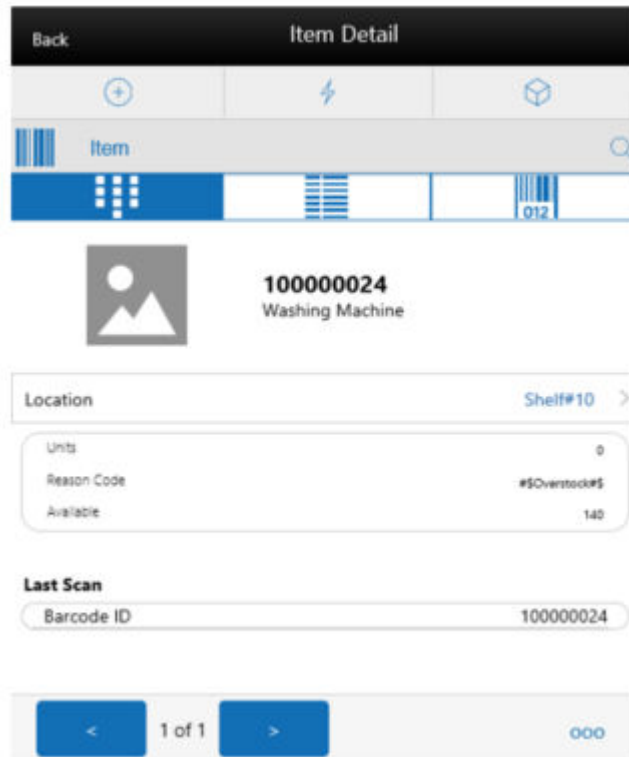 Back Item Detail
Item
012
100000024
Washing Machine
Location Shelf#10 >
Units 0
Reason Code #$Overstock#$
Available 140
Last Scan
Barcode ID 100000024
< 1 of 1 > ooo